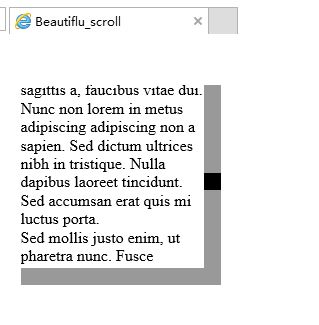 Beautiflu_scroll
sagittis a, faucibus vitae dui.
Nunc non lorem in metus
adipiscing adipiscing non a
sapien. Sed dictum ultrices
nibh in tristique. Nulla
dapibus laoreet tincidunt.
Sed accumsan erat quis mi
luctus porta.
Sed mollis justo enim, ut
pharetra nunc. Fusce